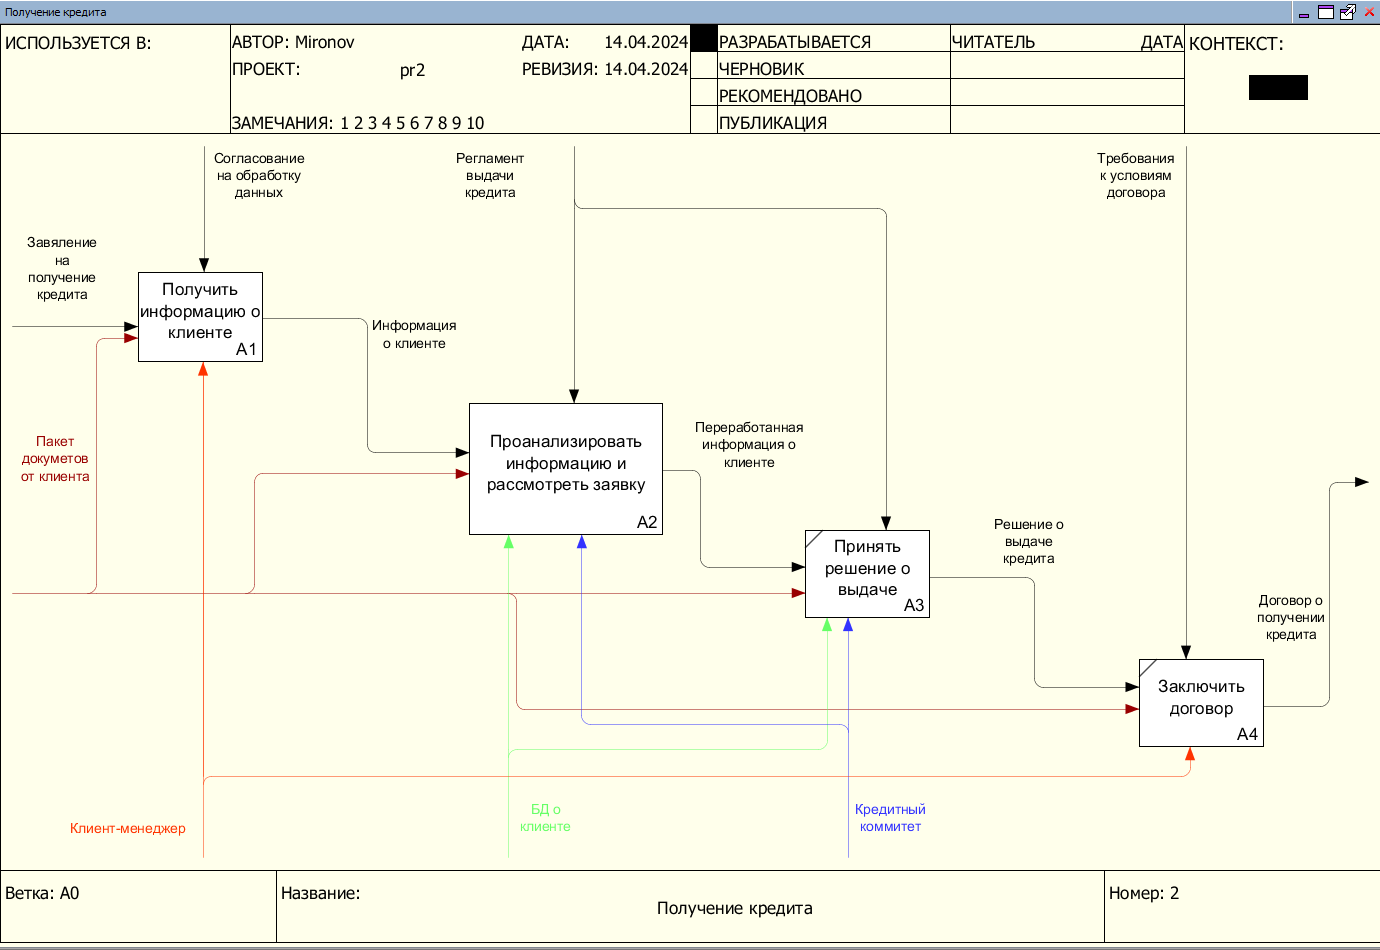 Получение кредита
ИСПОЛЬЗУЕТСЯ В:
АВТОР: Mironov
ДАТА: 14.04.2024
ПРОЕКТ: pr2
РЕВИЗИЯ: 14.04.2024
ЗАМЕЧАНИЯ: 1 2 3 4 5 6 7 8 9 10
РАЗРАБАТЫВАЕТСЯ
ЧЕРНОВИК
РЕКОМЕНДОВАНО
ПУБЛИКАЦИЯ
ЧИТАТЕЛЬ
ДАТА
КОНТЕКСТ:
Согласование
на обработку
данных
Регламент
выдачи
кредита
Требования
к условиям
договора
Завяление
на
получение
кредита
Получить
информацию о
клиенте
A1
Информация
о клиенте
Пакет
докуметов
от клиента
Проанализировать
информацию и
рассмотреть заявку
A2
Переработанная
информация о
клиенте
Принять
решение о
выдаче
A3
Решение о
выдаче
кредита
Договор о
получении
кредита
Заключить
договор
A4
Клиент-менеджер
БД о
клиенте
Кредитный
коммитет
Ветка: A0
Название:
Получение кредита
Номер: 2